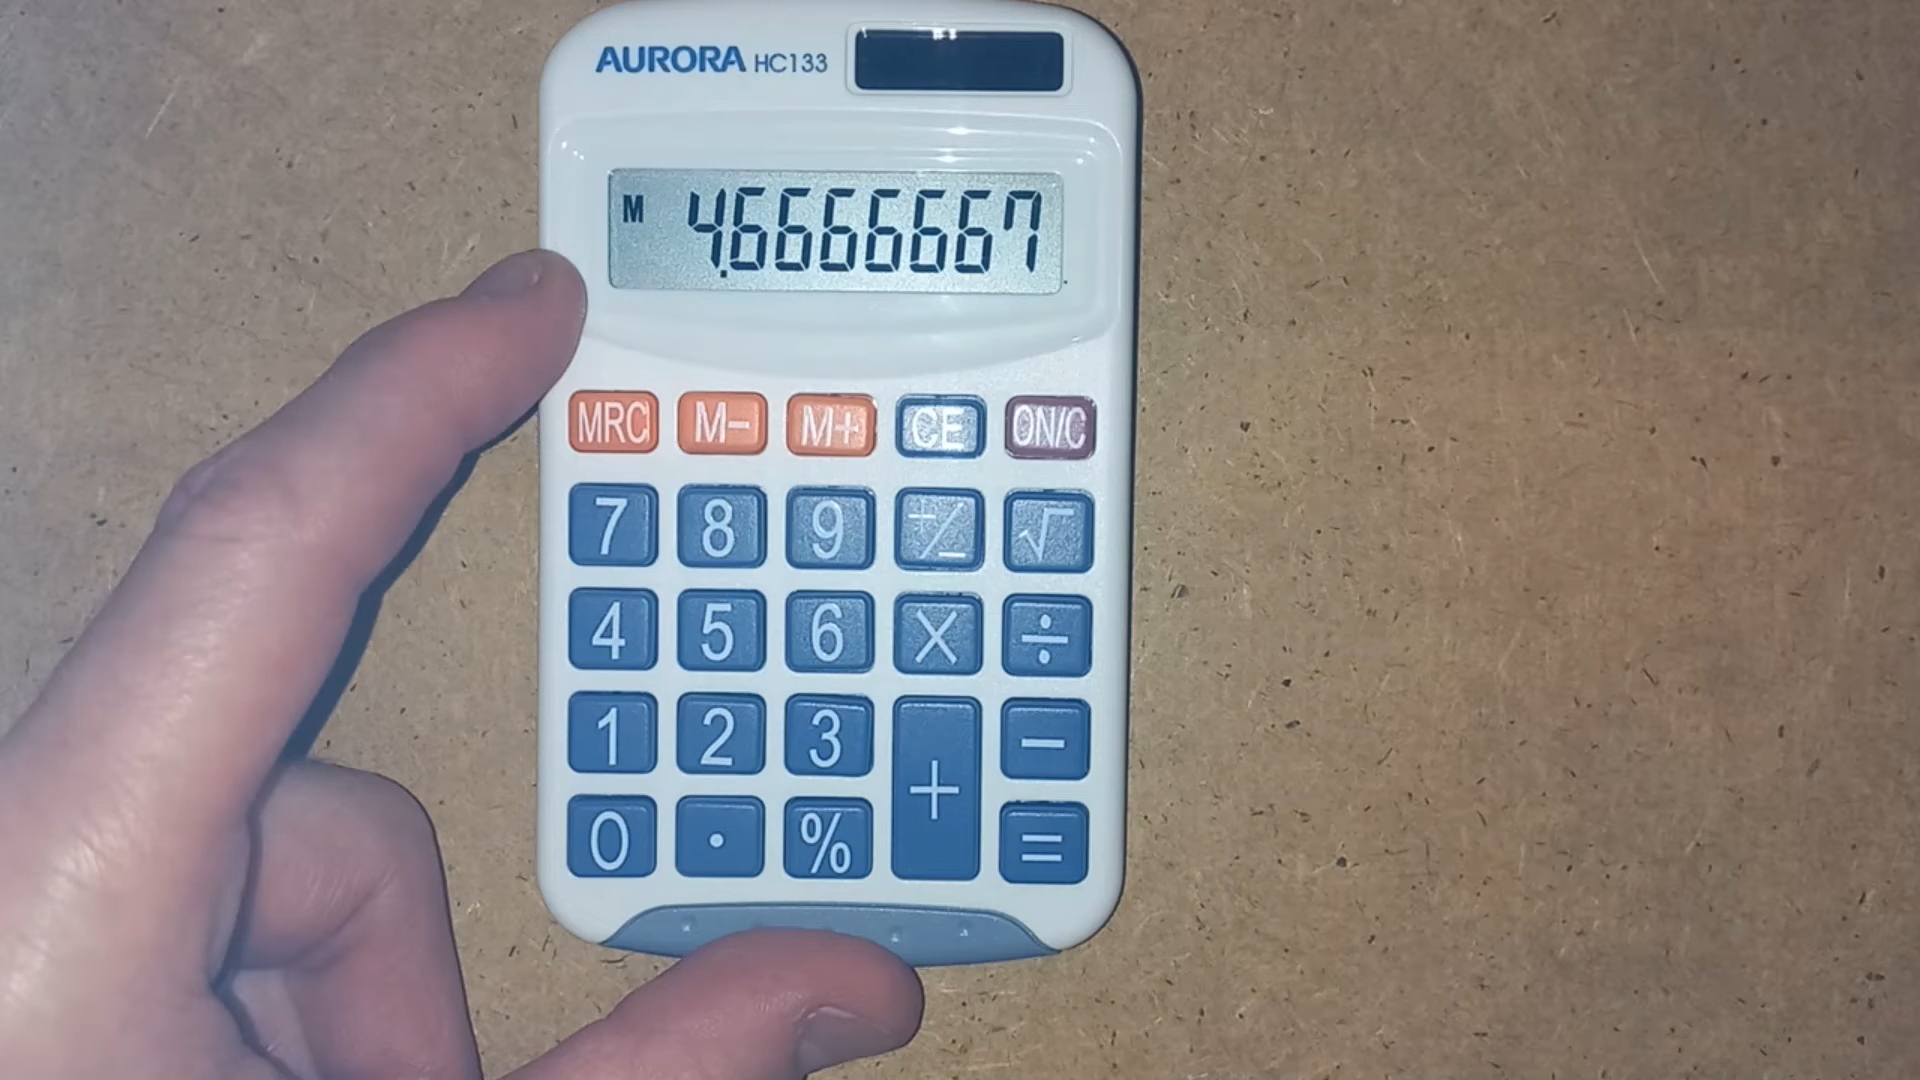 AURORA HC133
M 4.6666667
MRC M− M+ CE ON/C
7 8 9 +/− √
4 5 6 X ÷
1 2 3 + −
0 . % =